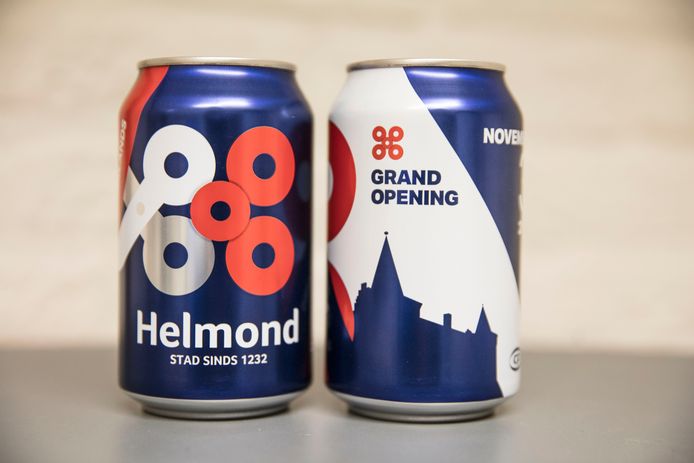 Helmond
STAD SINDS 1232
GRAND
OPENING